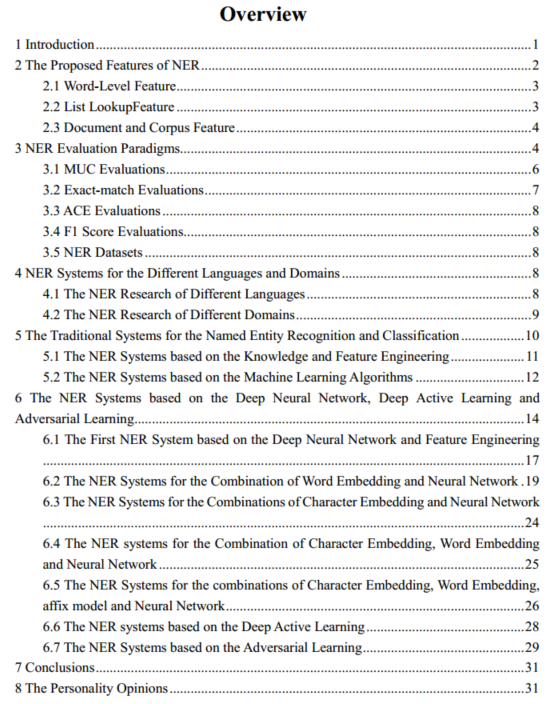 Overview
1 Introduction....................1
2 The Proposed Features of NER....................2
2.1 Word-Level Feature....................3
2.2 List LookupFeature....................3
2.3 Document and Corpus Feature....................4
3 NER Evaluation Paradigms....................4
3.1 MUC Evaluations....................6
3.2 Exact-match Evaluations....................7
3.3 ACE Evaluations....................8
3.4 F1 Score Evaluations....................8
3.5 NER Datasets....................8
4 NER Systems for the Different Languages and Domains....................8
4.1 The NER Research of Different Languages....................8
4.2 The NER Research of Different Domains....................9
5 The Traditional Systems for the Named Entity Recognition and Classification....................10
5.1 The NER Systems based on the Knowledge and Feature Engineering....................11
5.2 The NER Systems based on the Machine Learning Algorithms....................12
6 The NER Systems based on the Deep Neural Network, Deep Active Learning and
Adversarial Learning....................14
6.1 The First NER System based on the Deep Neural Network and Feature Engineering
....................17
6.2 The NER Systems for the Combination of Word Embedding and Neural Network .19
6.3 The NER Systems for the Combinations of Character Embedding and Neural Network
....................24
6.4 The NER systems for the Combination of Character Embedding, Word Embedding
and Neural Network....................25
6.5 The NER Systems for the combinations of Character Embedding, Word Embedding,
affix model and Neural Network....................26
6.6 The NER systems based on the Deep Active Learning....................28
6.7 The NER Systems based on the Adversarial Learning....................29
7 Conclusions....................31
8 The Personality Opinions....................31